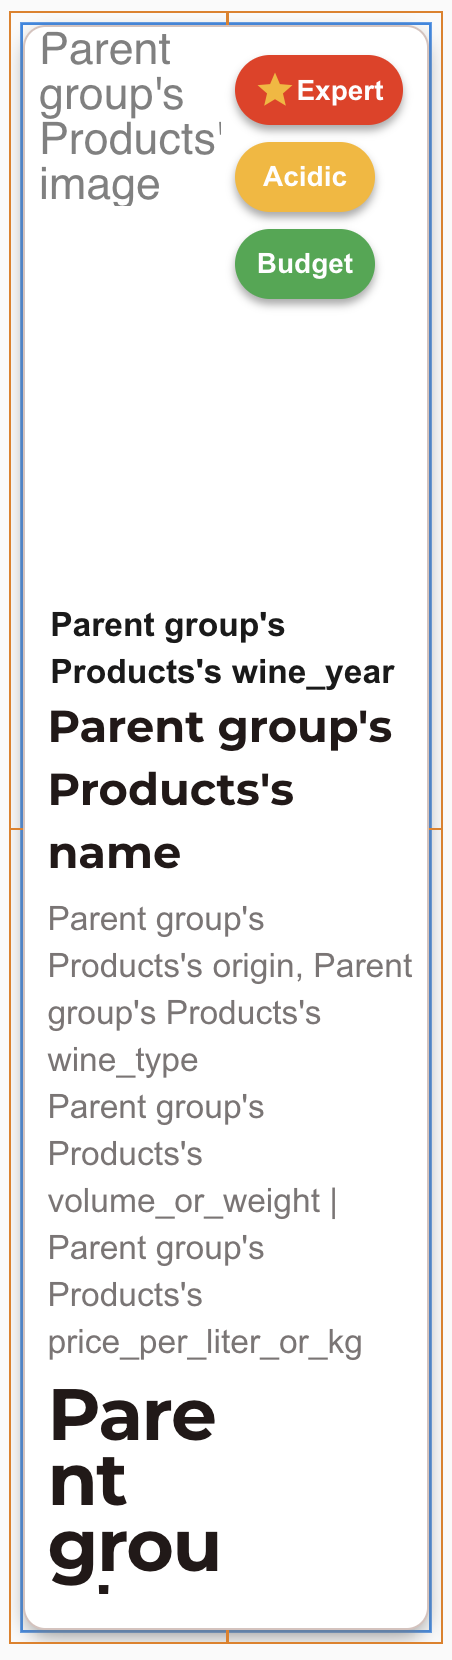 Parent
group's
Products'
image
Expert
Acidic
Budget
Parent group's
Products's wine_year
Parent group's
Products's
name
Parent group's
Products's origin, Parent
group's Products's
wine_type
Parent group's
Products's
volume_or_weight |
Parent group's
Products's
price_per_liter_or_kg
Pare
nt
grou